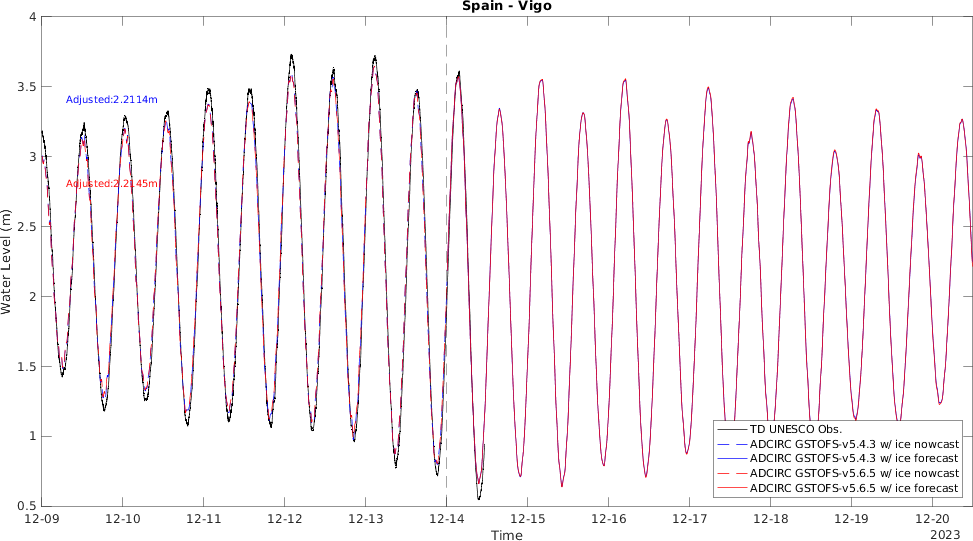 Spain - Vigo
4
3.5
3
2.5
2
1.5
1
0.5
Water Level (m)
Adjusted:2.2114m
Adjusted:2.2145m
TD UNESCO Obs.
ADCIRC GSTOFS-v5.4.3 w/ ice nowcast
ADCIRC GSTOFS-v5.4.3 w/ ice forecast
ADCIRC GSTOFS-v5.6.5 w/ ice nowcast
ADCIRC GSTOFS-v5.6.5 w/ ice forecast
12-09 12-10 12-11 12-12 12-13 12-14 12-15 12-16 12-17 12-18 12-19 12-20
2023
Time